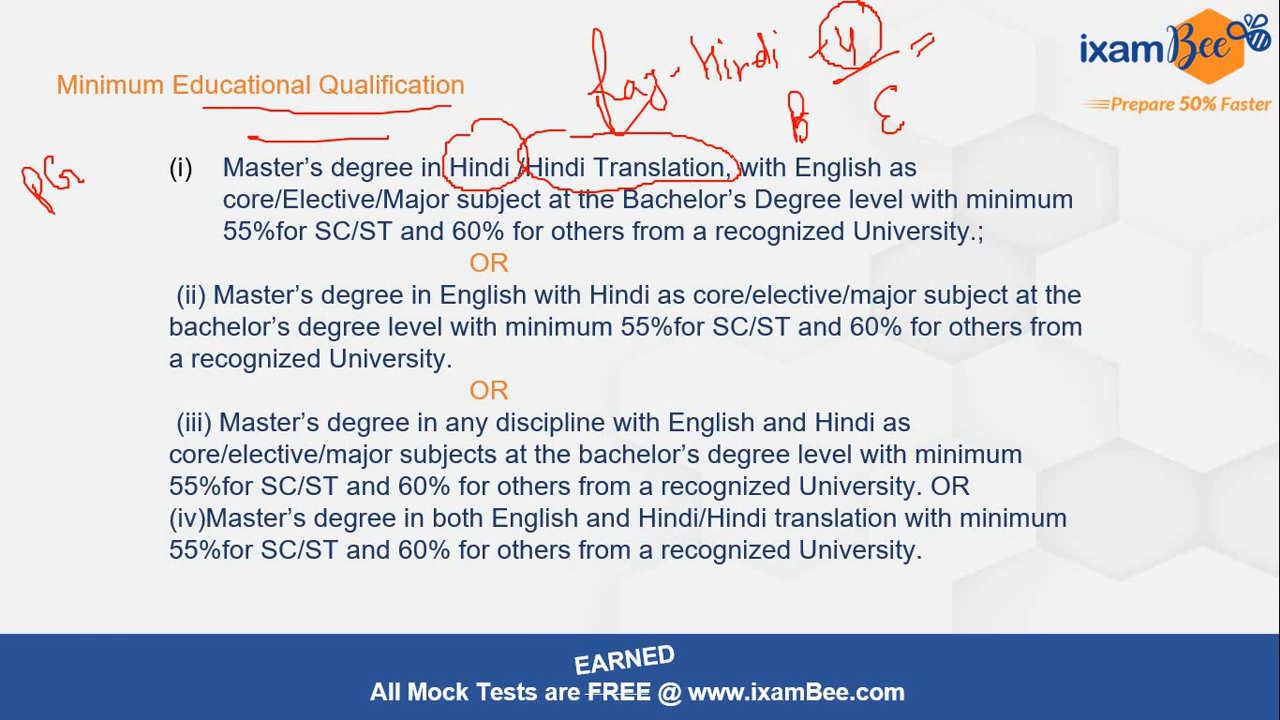 ixamBee
Prepare 50% Faster
Hindi
B E
Minimum Educational Qualification
PG
(i) Master's degree in Hindi /Hindi Translation, with English as
core/Elective/Major subject at the Bachelor's Degree level with minimum
55%for SC/ST and 60% for others from a recognized University.;
OR
(ii) Master's degree in English with Hindi as core/elective/major subject at the
bachelor's degree level with minimum 55%for SC/ST and 60% for others from
a recognized University.
OR
(iii) Master's degree in any discipline with English and Hindi as
core/elective/major subjects at the bachelor's degree level with minimum
55%for SC/ST and 60% for others from a recognized University. OR
(iv)Master's degree in both English and Hindi/Hindi translation with minimum
55%for SC/ST and 60% for others from a recognized University.
EARNED
All Mock Tests are FREE @ www.ixamBee.com